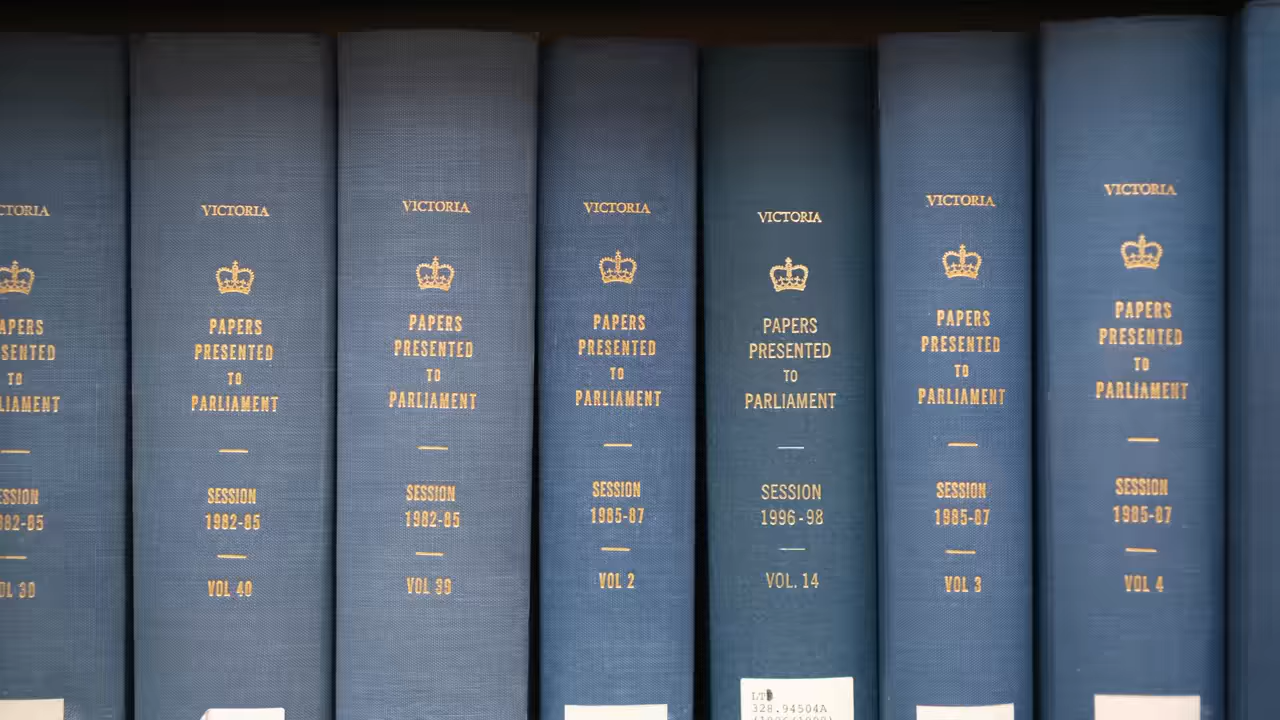 VICTORIA
PAPERS
PRESENTED
TO
PARLIAMENT
SESSION
1982-85
VICTORIA
PAPERS
PRESENTED
TO
PARLIAMENT
SESSION
1982-85
VOL 40
VICTORIA
PAPERS
PRESENTED
TO
PARLIAMENT
SESSION
1982-85
VOL 39
VICTORIA
PAPERS
PRESENTED
TO
PARLIAMENT
SESSION
1985-87
VOL 2
VICTORIA
PAPERS
PRESENTED
TO
PARLIAMENT
SESSION
1996-98
VOL. 14
328.94504A
VICTORIA
PAPERS
PRESENTED
TO
PARLIAMENT
SESSION
1985-87
VOL 3
VICTORIA
PAPERS
PRESENTED
TO
PARLIAMENT
SESSION
1985-87
VOL 4